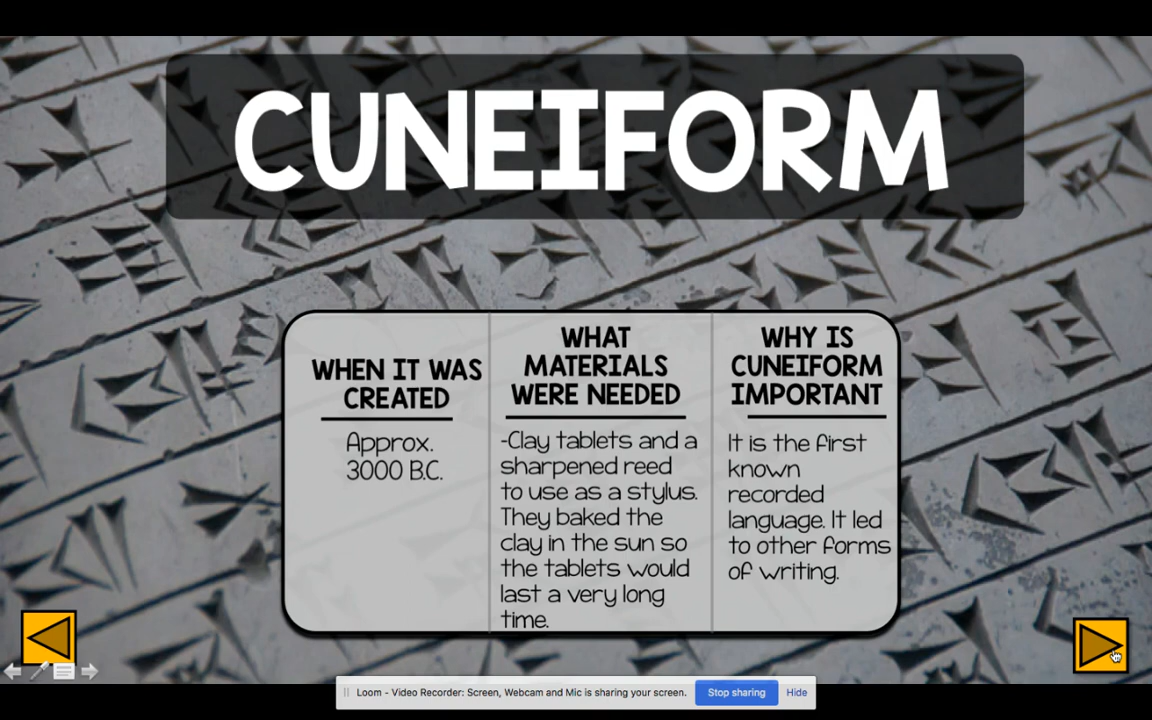 CUNEIFORM
WHEN IT WAS
CREATED
Approx.
3000 B.C.
WHAT
MATERIALS
WERE NEEDED
-Clay tablets and a
sharpened reed
to use as a stylus.
They baked the
clay in the sun so
the tablets would
last a very long
time.
WHY IS
CUNEIFORM
IMPORTANT
It is the first
known
recorded
language. It led
to other forms
of writing.
Loom - Video Recorder: Screen, Webcam and Mic is sharing your screen. Stop sharing Hide